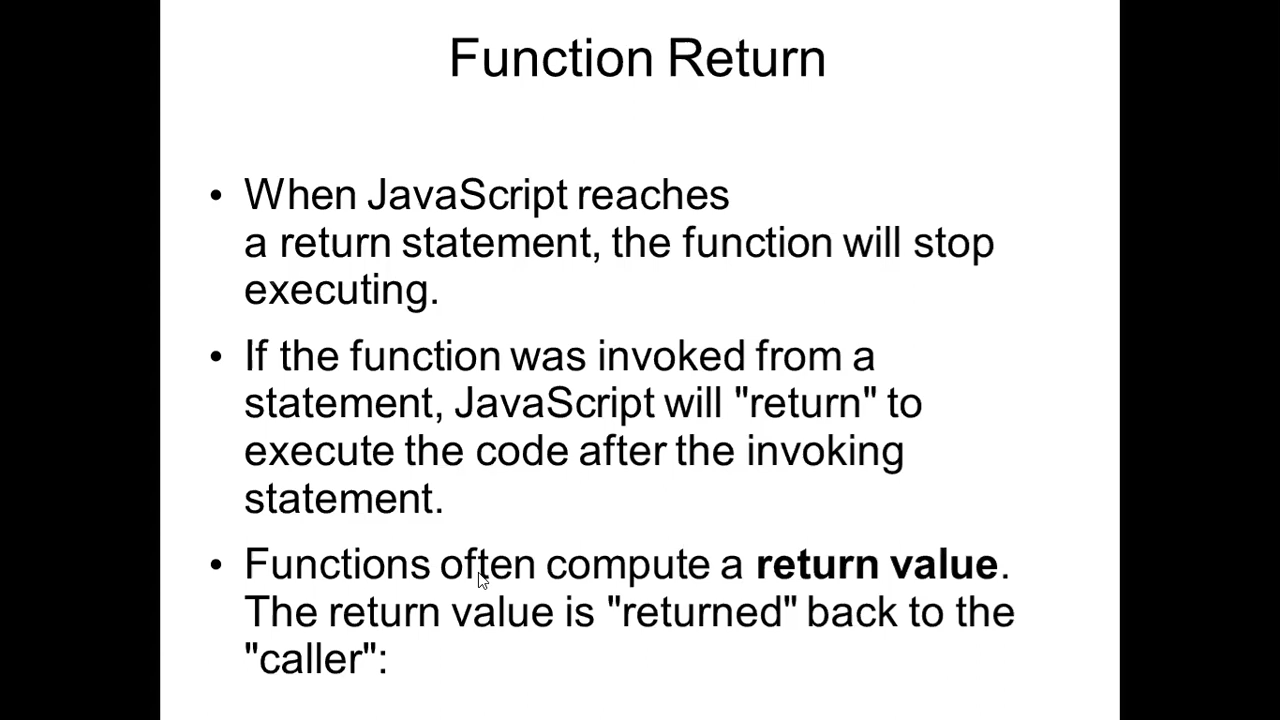 Function Return
• When JavaScript reaches
a return statement, the function will stop
executing.
• If the function was invoked from a
statement, JavaScript will "return" to
execute the code after the invoking
statement.
• Functions often compute a return value.
The return value is "returned" back to the
"caller":